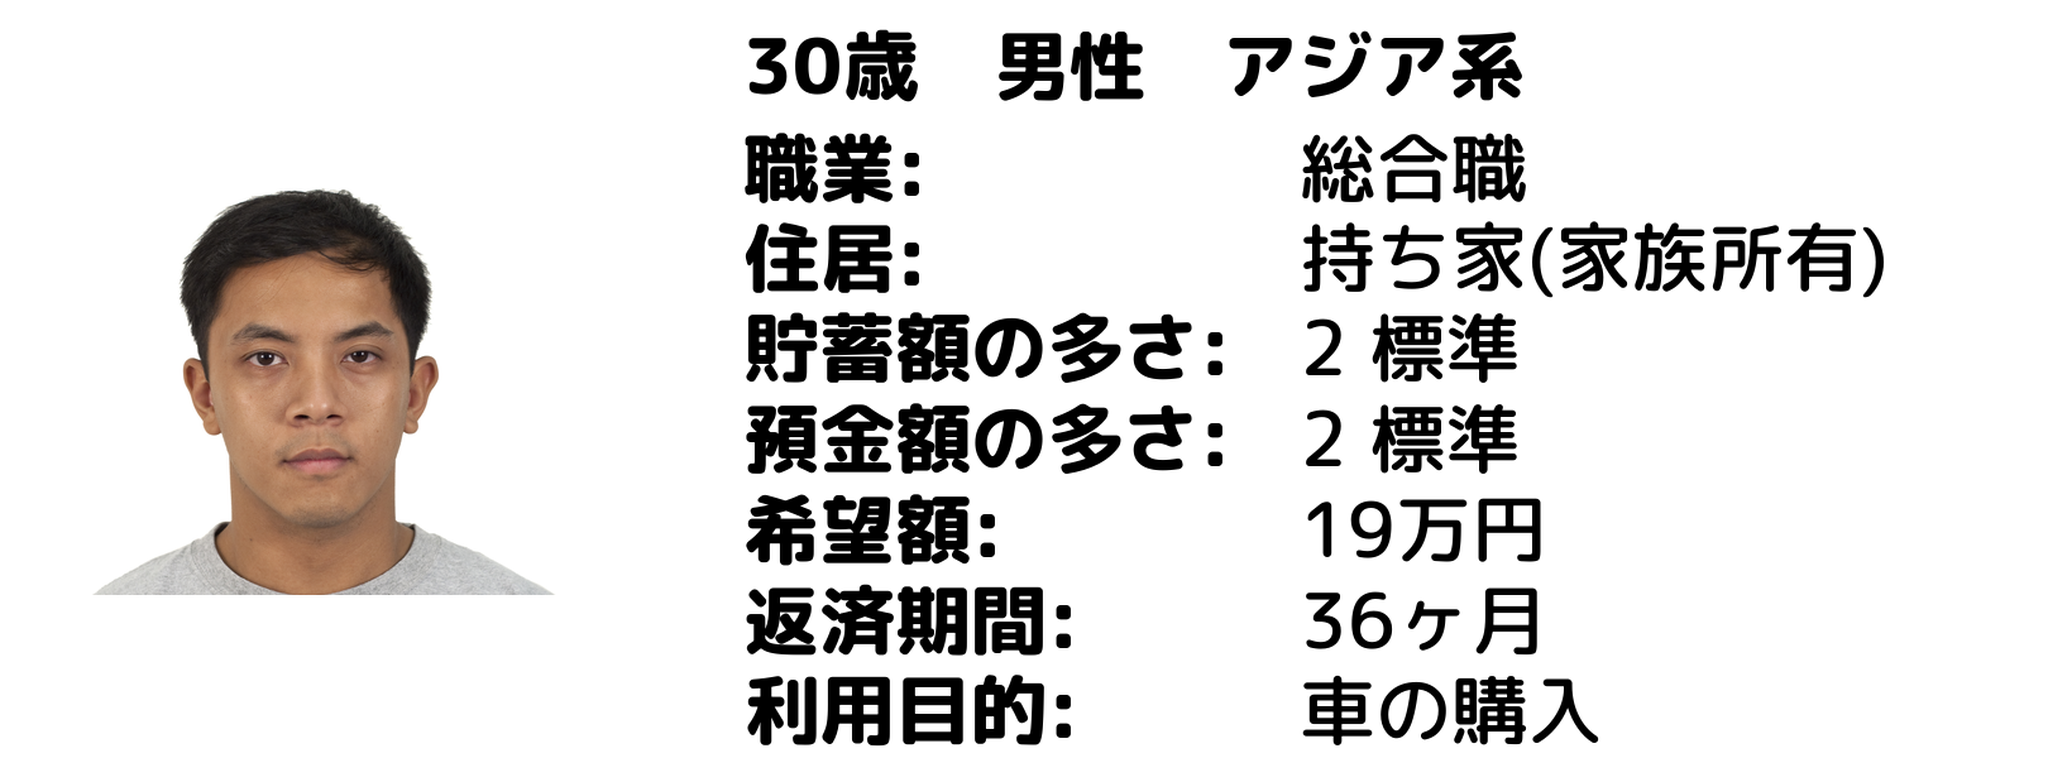 30歳　男性　アジア系
職業: 総合職
住居: 持ち家(家族所有)
貯蓄額の多さ: 2 標準
預金額の多さ: 2 標準
希望額: 19万円
返済期間: 36ヶ月
利用目的: 車の購入